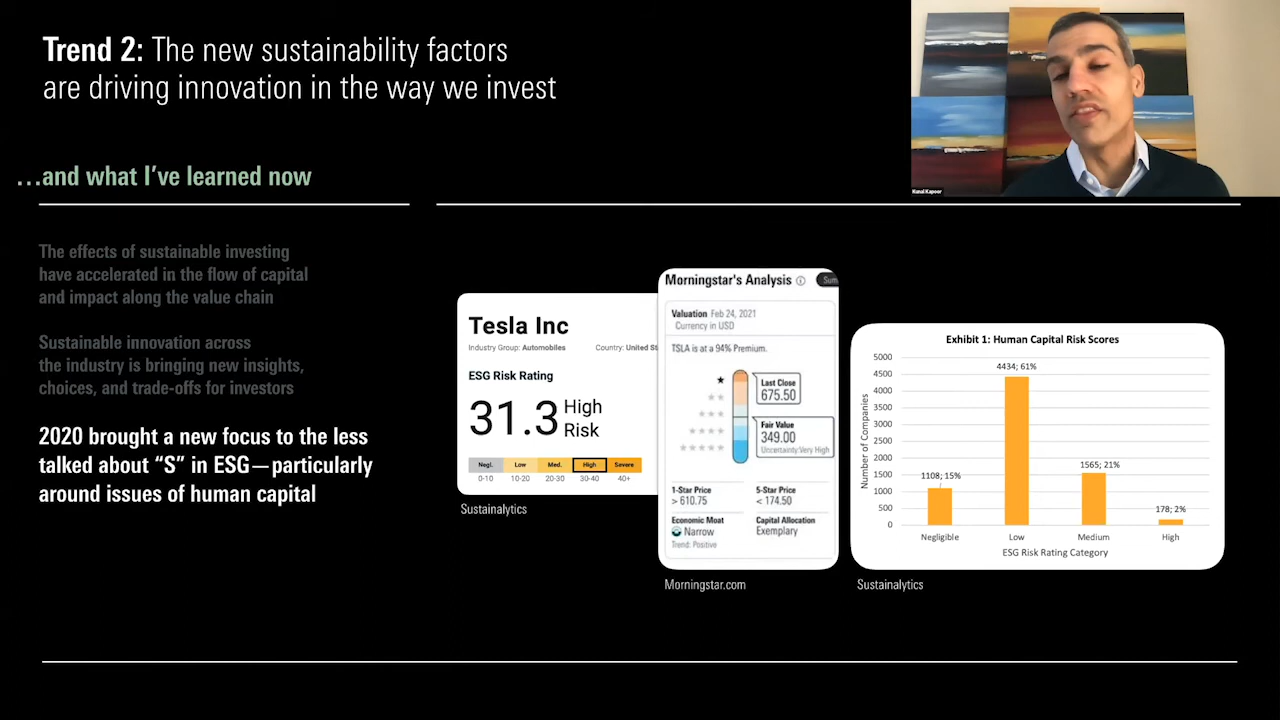 Trend 2: The new sustainability factors
are driving innovation in the way we invest
Kunal Kapoor
…and what I've learned now
The effects of sustainable investing
have accelerated in the flow of capital
and impact along the value chain
Sustainable innovation across
the industry is bringing new insights,
choices, and trade-offs for investors
2020 brought a new focus to the less
talked about “S” in ESG—particularly
around issues of human capital
Tesla Inc
Industry Group: Automobiles Country: United St
ESG Risk Rating
31.3 High
Risk
Negl. Low Med. High Severe
0-10 10-20 20-30 30-40 40+
Sustainalytics
Morningstar's Analysis
Sum
Valuation Feb 24, 2021
Currency in USD
TSLA is at a 94% Premium.
Last Close
675.50
Fair Value
349.00
Uncertainty: Very High
1-Star Price 5-Star Price
> 610.75 < 174.50
Economic Moat Capital Allocation
Narrow Exemplary
Trend: Positive
Morningstar.com
Exhibit 1: Human Capital Risk Scores
Number of Companies
5000
4500
4000
3500
3000
2500
2000
1500
1000
500
0
1108; 15%
4434; 61%
1565; 21%
178; 2%
Negligible Low Medium High
ESG Risk Rating Category
Sustainalytics